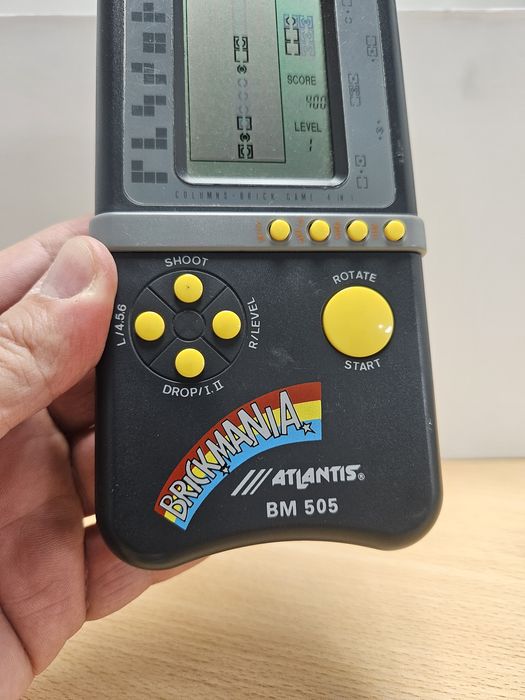 SCORE
400
LEVEL
1
COLUMNS-BRICK GAME 4 IN 1
SHOOT
L/4.5.6
R/LEVEL
DROP/I.II
ROTATE
START
BRICKMANIA
ATLANTIS®
BM 505